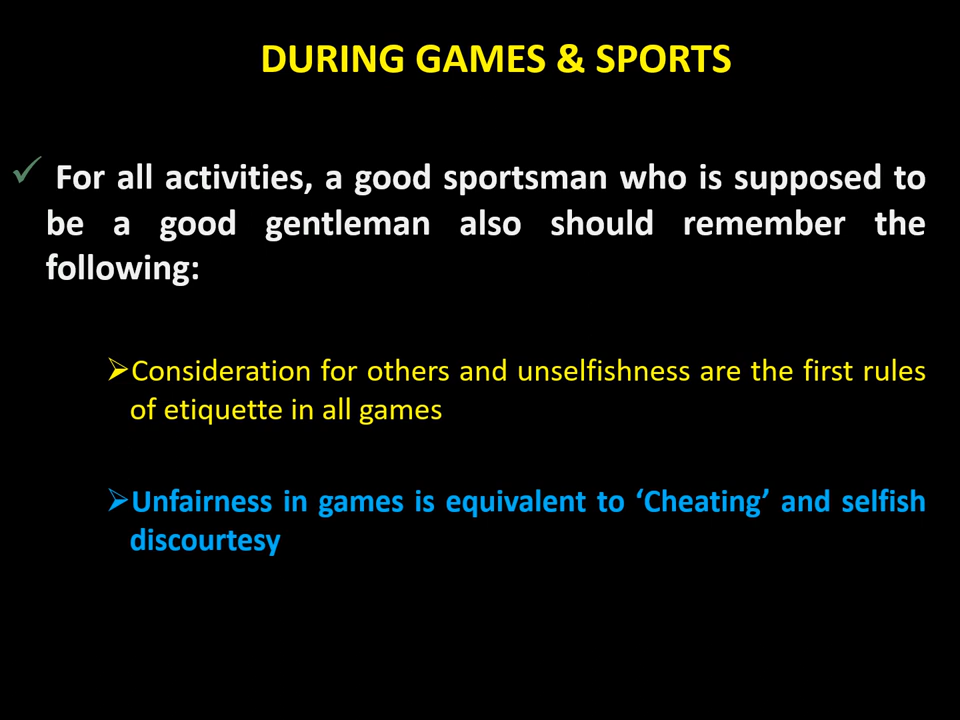 DURING GAMES & SPORTS
✓ For all activities, a good sportsman who is supposed to
be a good gentleman also should remember the
following:
➢Consideration for others and unselfishness are the first rules
of etiquette in all games
➢Unfairness in games is equivalent to ‘Cheating’ and selfish
discourtesy